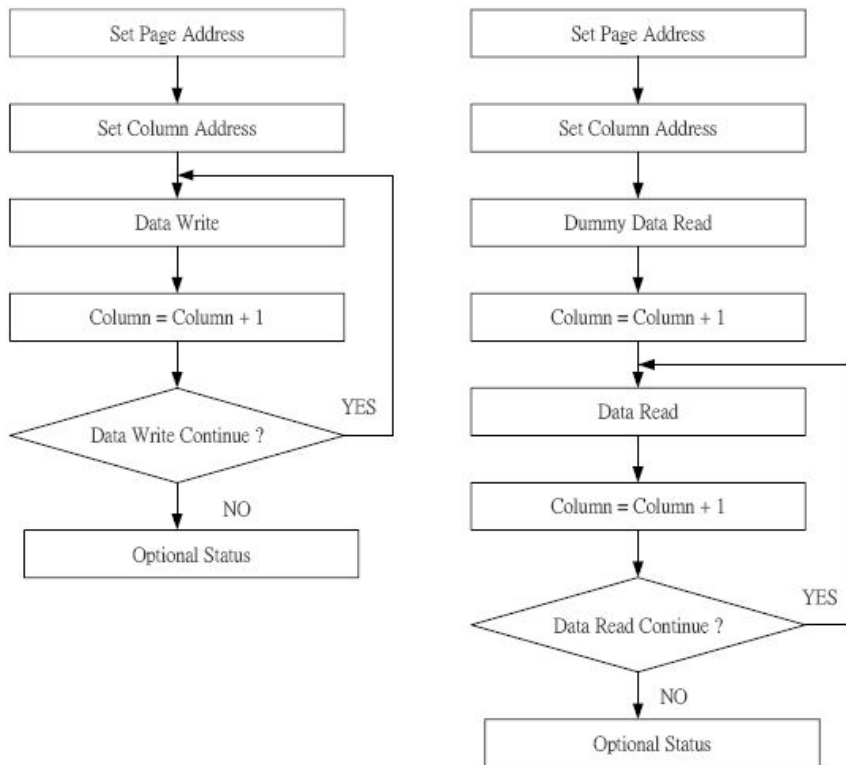 Set Page Address
Set Column Address
Data Write
Column = Column + 1
Data Write Continue ?
YES
NO
Optional Status
Set Page Address
Set Column Address
Dummy Data Read
Column = Column + 1
Data Read
Column = Column + 1
Data Read Continue ?
YES
NO
Optional Status